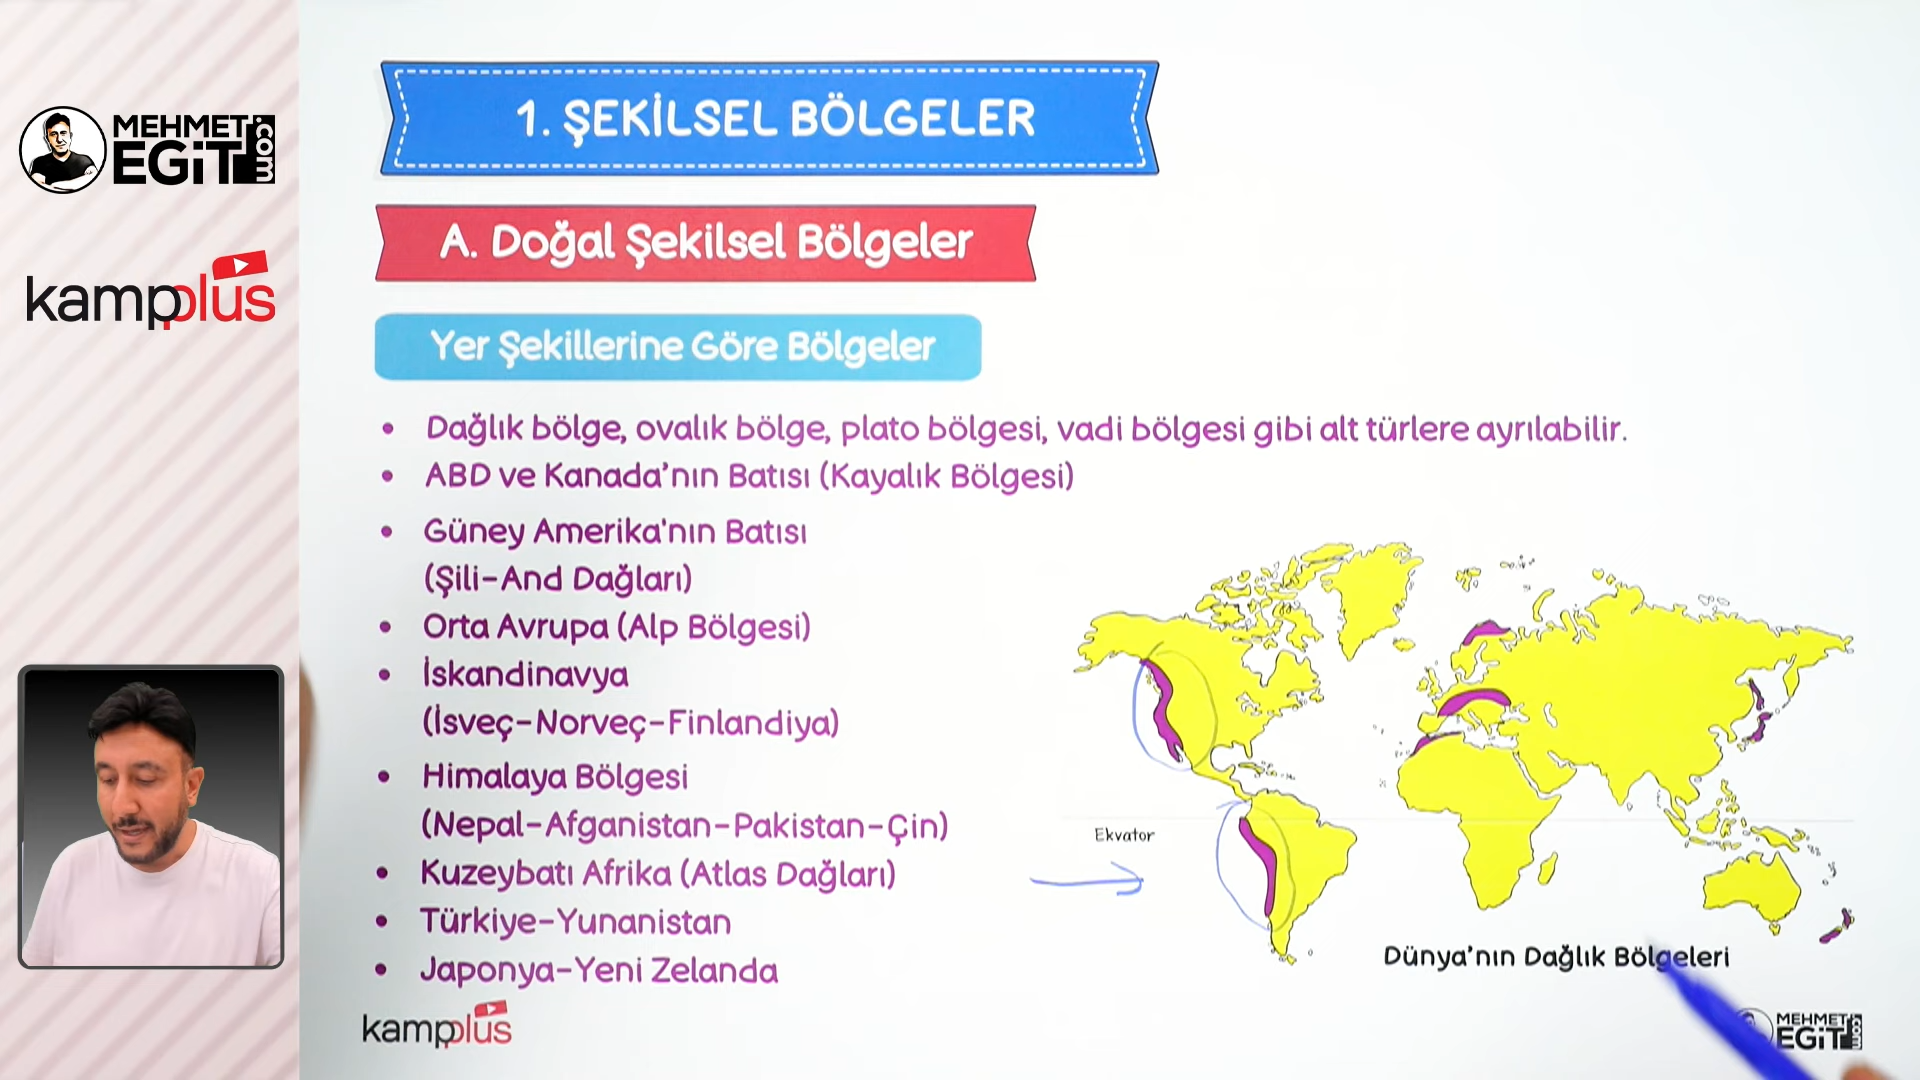 MEHMET
EGiT
.com
kampplus
1. ŞEKİLSEL BÖLGELER
A. Doğal Şekilsel Bölgeler
Yer Şekillerine Göre Bölgeler
• Dağlık bölge, ovalık bölge, plato bölgesi, vadi bölgesi gibi alt türlere ayrılabilir.
• ABD ve Kanada’nın Batısı (Kayalık Bölgesi)
• Güney Amerika'nın Batısı
(Şili-And Dağları)
• Orta Avrupa (Alp Bölgesi)
• İskandinavya
(İsveç-Norveç-Finlandiya)
• Himalaya Bölgesi
(Nepal-Afganistan-Pakistan-Çin)
• Kuzeybatı Afrika (Atlas Dağları)
• Türkiye-Yunanistan
• Japonya-Yeni Zelanda
Ekvator
Dünya’nın Dağlık Bölgeleri
kampplus
MEHMET
EGiT
.com